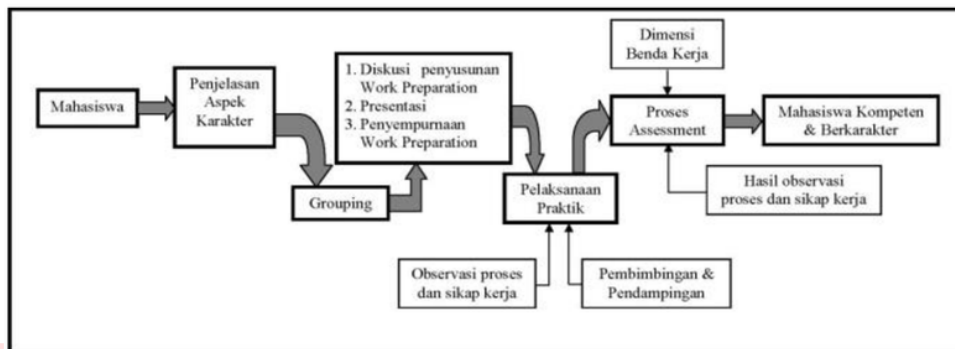 Mahasiswa
Penjelasan
Aspek
Karakter
Grouping
1. Diskusi penyusunan
Work Preparation
2. Presentasi
3. Penyempurnaan
Work Preparation
Pelaksanaan
Praktik
Observasi proses
dan sikap kerja
Pembimbingan &
Pendampingan
Dimensi
Benda Kerja
Proses
Assessment
Hasil observasi
proses dan sikap kerja
Mahasiswa Kompeten
& Berkarakter